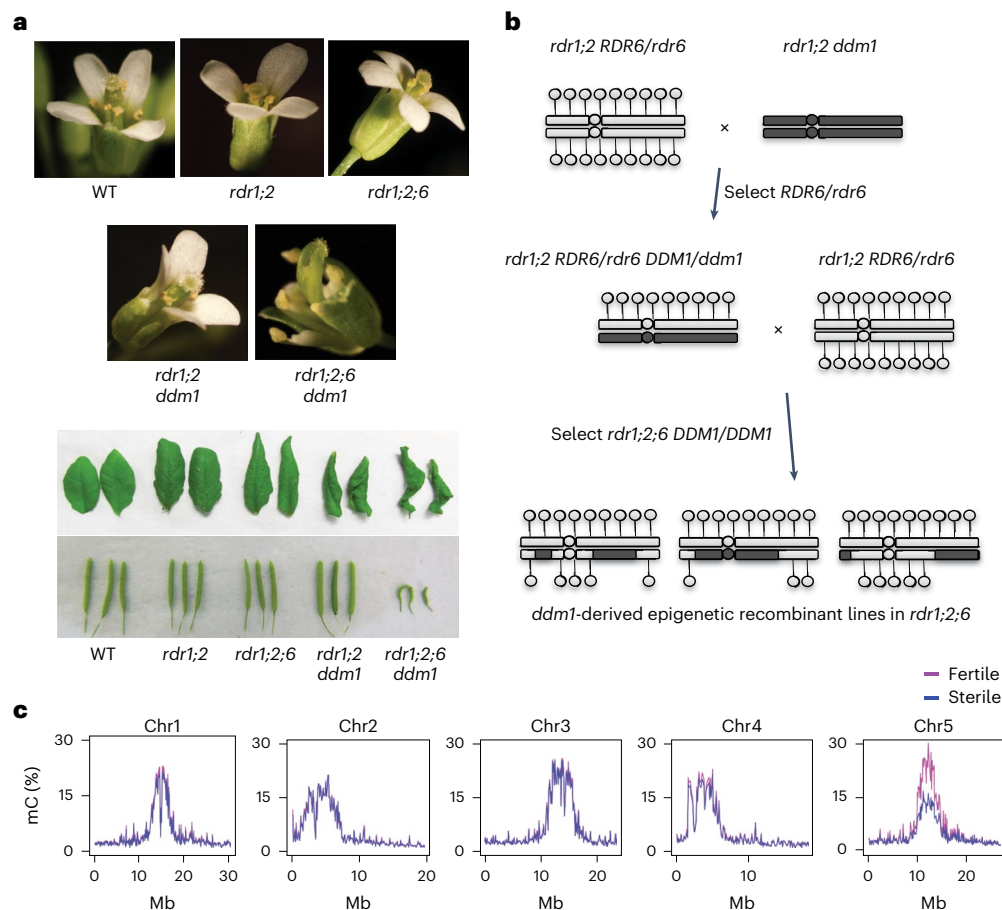 a
WT
rdr1;2
rdr1;2;6
rdr1;2
ddm1
rdr1;2;6
ddm1
WT
rdr1;2
rdr1;2;6
rdr1;2
ddm1
rdr1;2;6
ddm1
b
rdr1;2 RDR6/rdr6
rdr1;2 ddm1
×
Select RDR6/rdr6
rdr1;2 RDR6/rdr6 DDM1/ddm1
rdr1;2 RDR6/rdr6
×
Select rdr1;2;6 DDM1/DDM1
ddm1-derived epigenetic recombinant lines in rdr1;2;6
Fertile
Sterile
c
mC (%)
Chr1
30
15
0
0 10 20 30
Mb
Chr2
30
15
0
0 20
Mb
Chr3
30
15
0
0 10 20
Mb
Chr4
30
15
0
0 10
Mb
Chr5
30
15
0
0 10 20
Mb